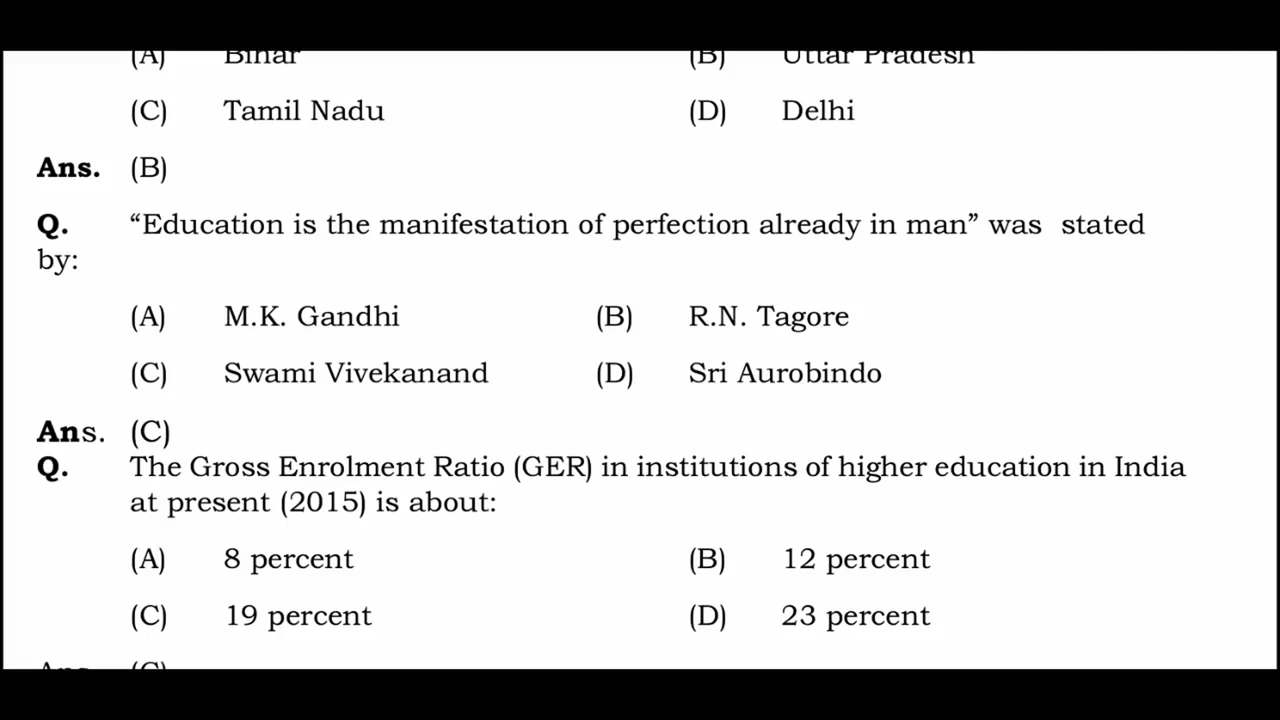 (A) Bihar (B) Uttar Pradesh
(C) Tamil Nadu (D) Delhi
Ans. (B)
Q. “Education is the manifestation of perfection already in man” was stated
by:
(A) M.K. Gandhi (B) R.N. Tagore
(C) Swami Vivekanand (D) Sri Aurobindo
Ans. (C)
Q. The Gross Enrolment Ratio (GER) in institutions of higher education in India
at present (2015) is about:
(A) 8 percent (B) 12 percent
(C) 19 percent (D) 23 percent
Ans. (C)